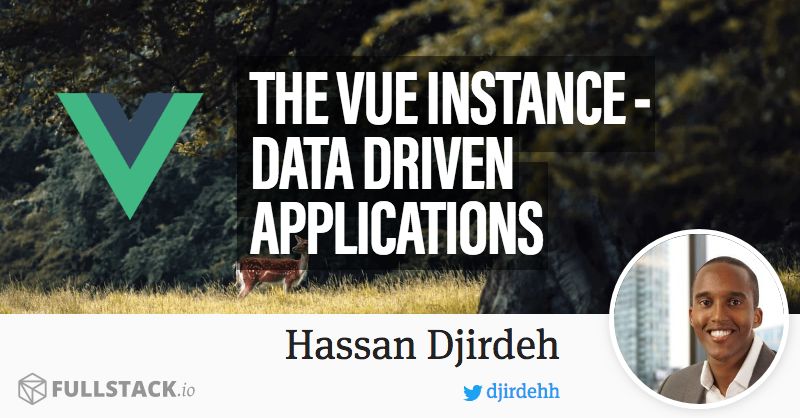 THE VUE INSTANCE -
DATA DRIVEN
APPLICATIONS
Hassan Djirdeh
FULLSTACK.io
djirdehh